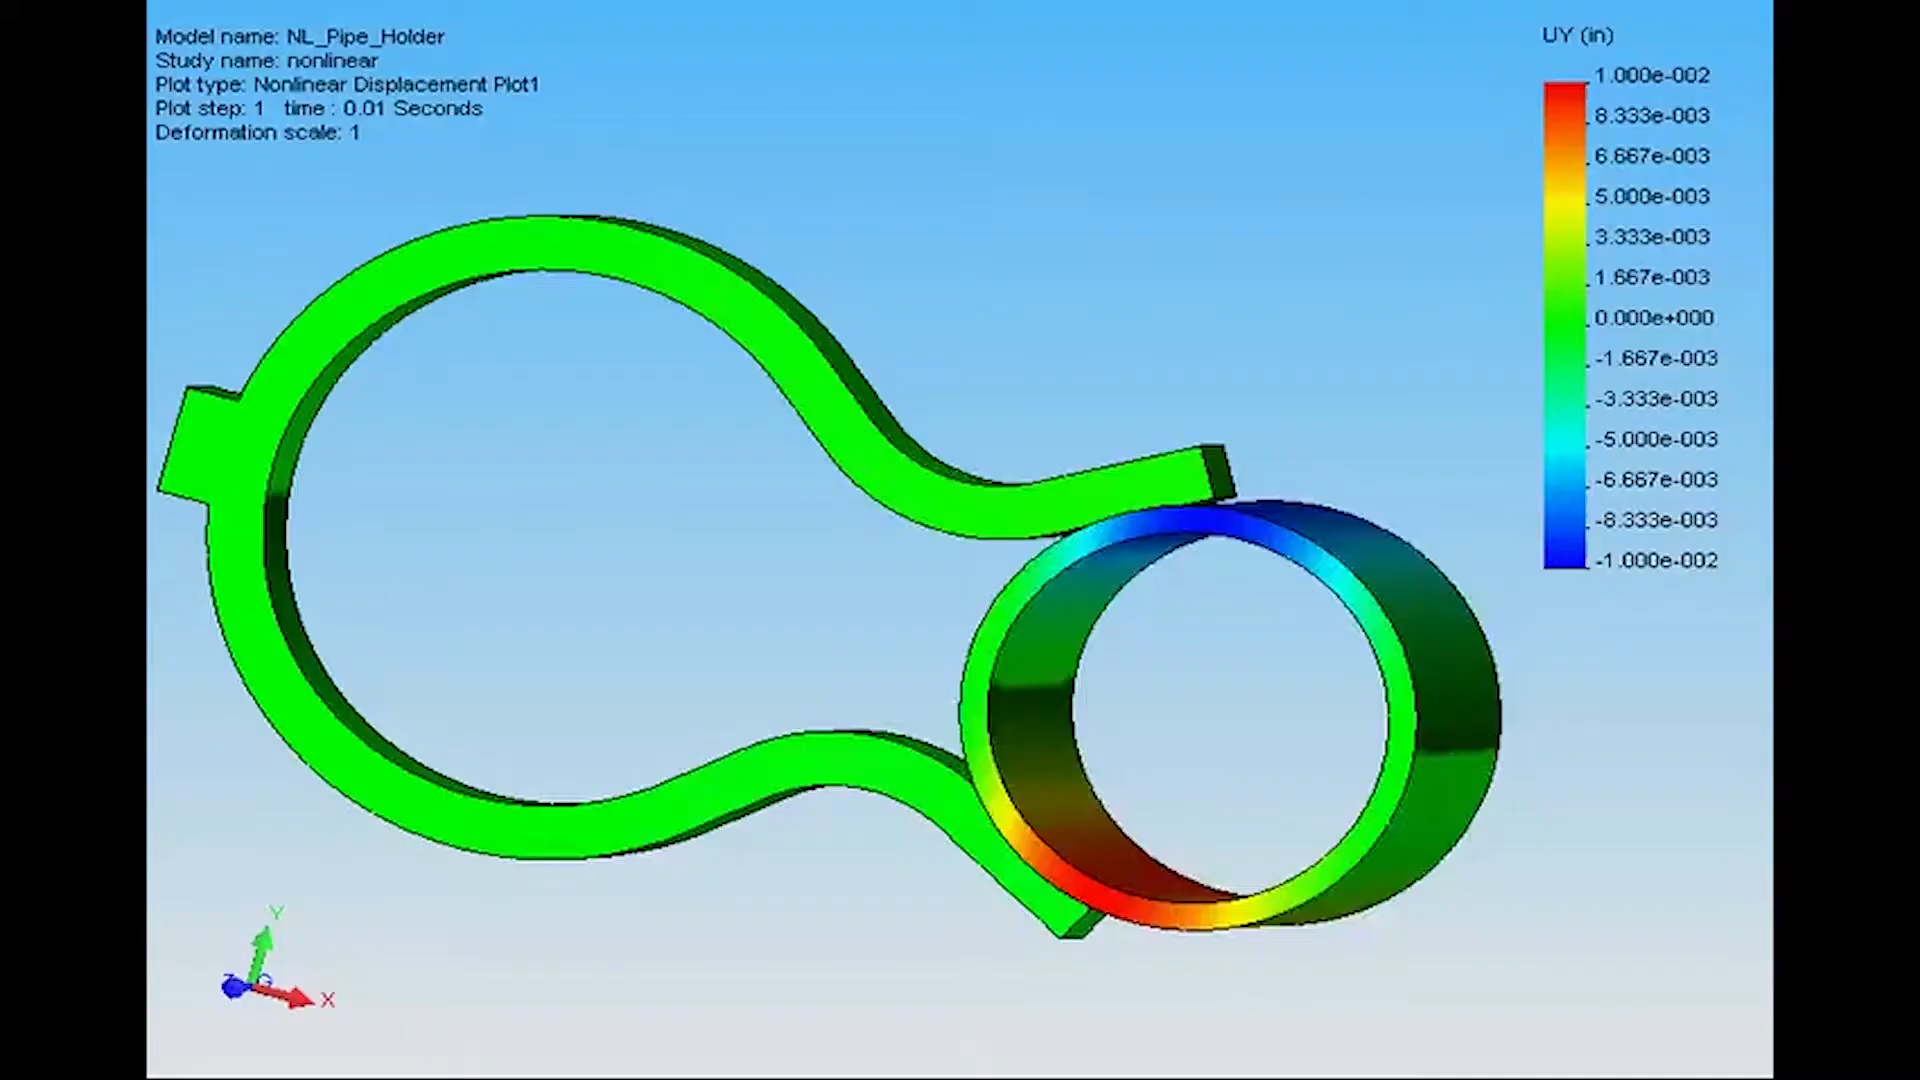 Model name: NL_Pipe_Holder
Study name: nonlinear
Plot type: Nonlinear Displacement Plot1
Plot step: 1   time : 0.01 Seconds
Deformation scale: 1
UY (in)
1.000e-002
8.333e-003
6.667e-003
5.000e-003
3.333e-003
1.667e-003
0.000e+000
-1.667e-003
-3.333e-003
-5.000e-003
-6.667e-003
-8.333e-003
-1.000e-002
Y
Z
X